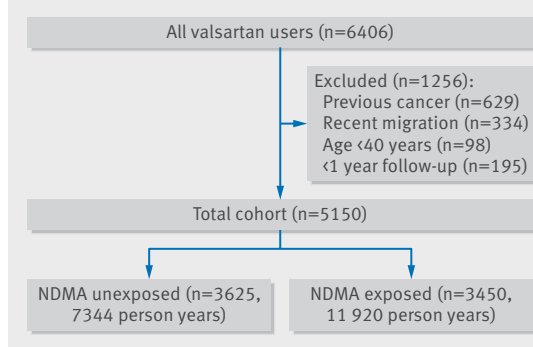 All valsartan users (n=6406)
Excluded (n=1256):
Previous cancer (n=629)
Recent migration (n=334)
Age <40 years (n=98)
<1 year follow-up (n=195)
Total cohort (n=5150)
NDMA unexposed (n=3625,
7344 person years)
NDMA exposed (n=3450,
11 920 person years)